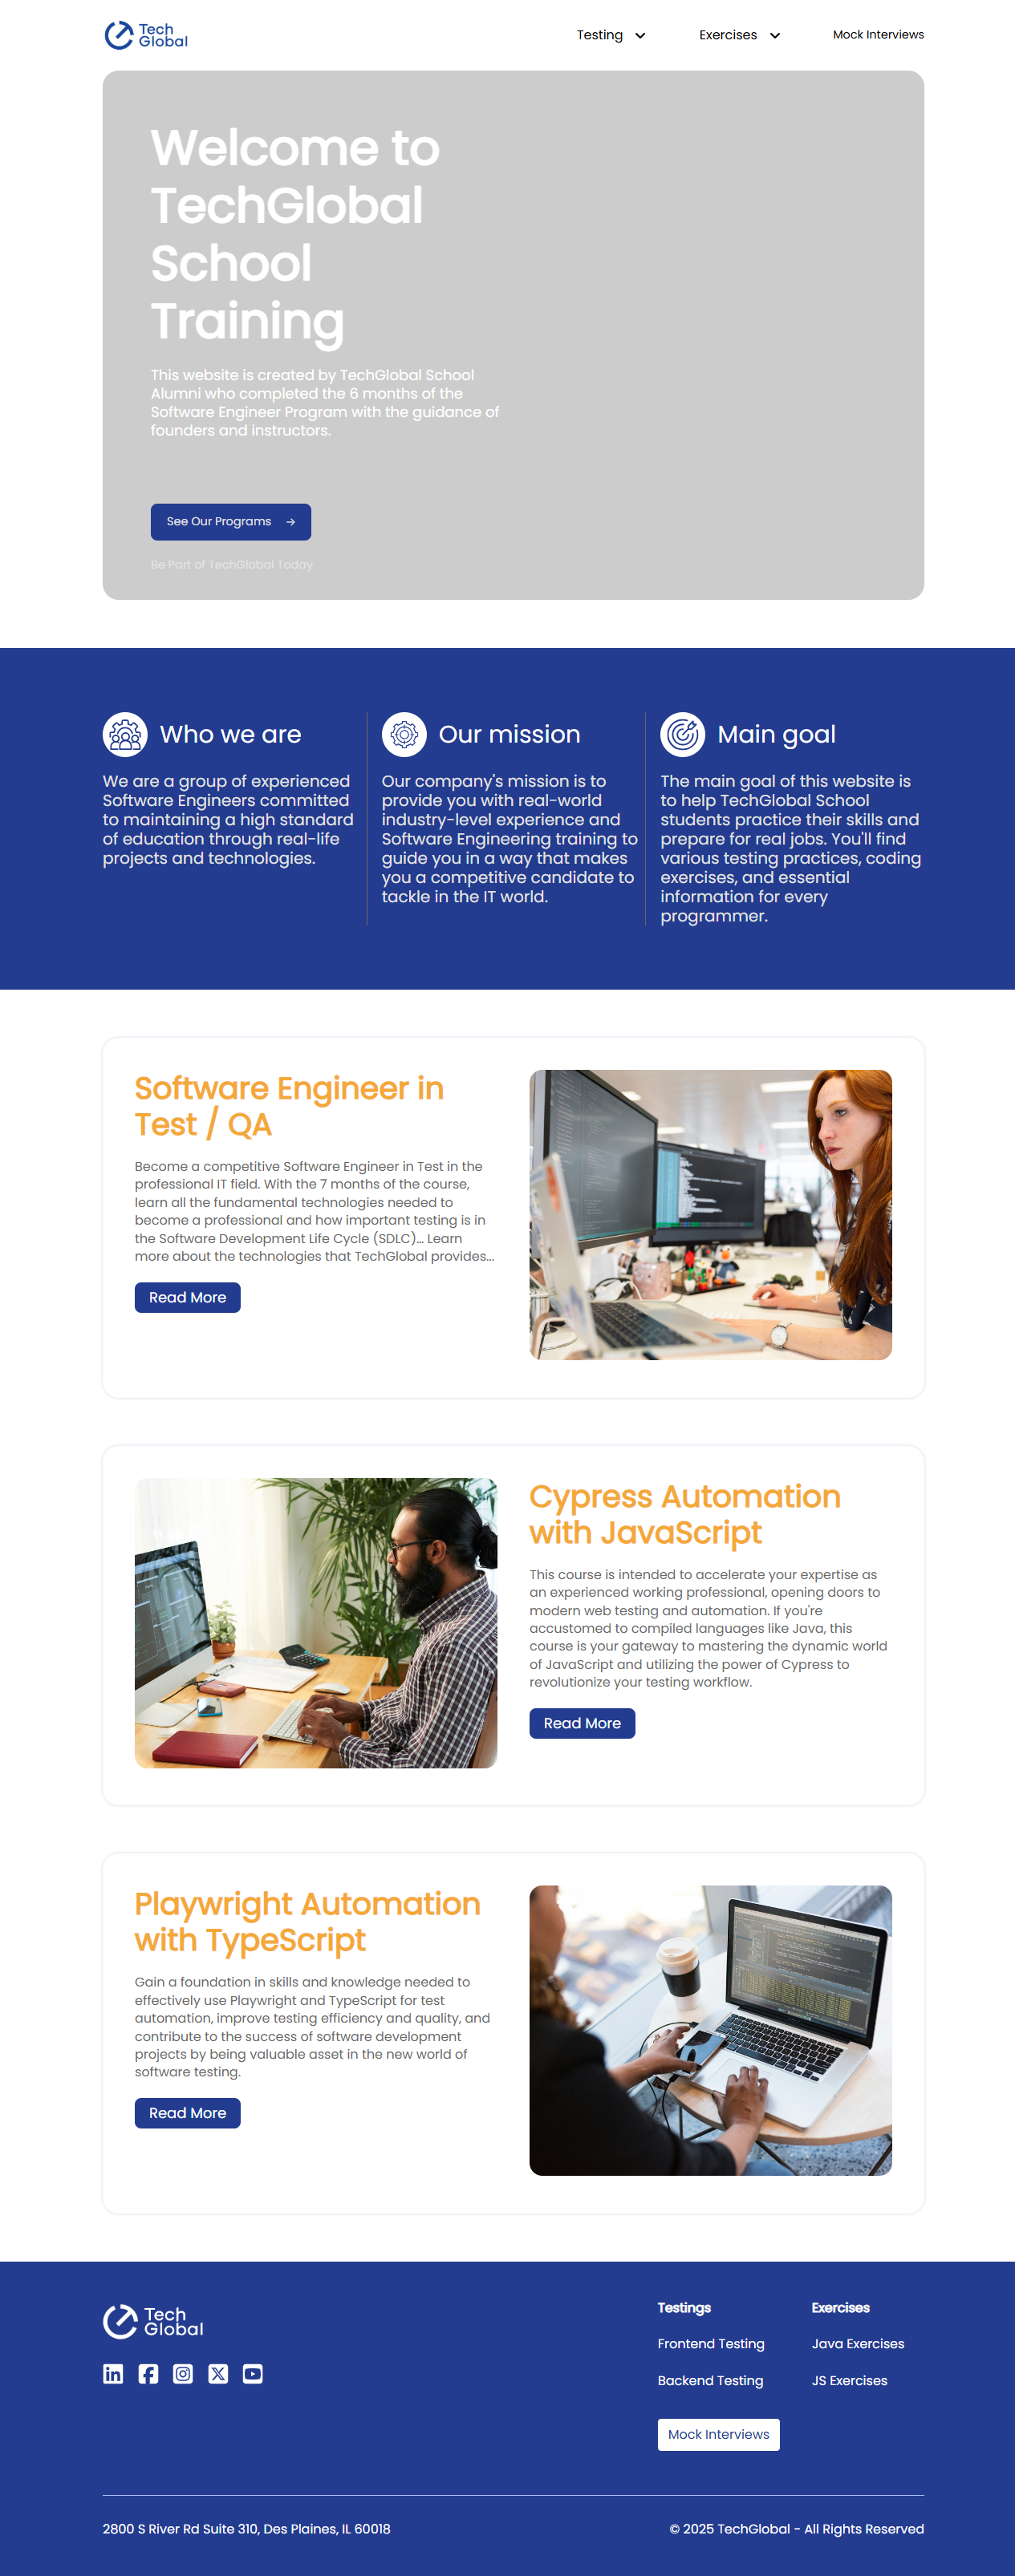 Tech
Global
Testing
Exercises
Mock Interviews
Welcome to
TechGlobal
School
Training
This website is created by TechGlobal School
Alumni who completed the 6 months of the
Software Engineer Program with the guidance of
founders and instructors.
See Our Programs →
Be Part of TechGlobal Today
Who we are
We are a group of experienced
Software Engineers committed
to maintaining a high standard
of education through real-life
projects and technologies.
Our mission
Our company's mission is to
provide you with real-world
industry-level experience and
Software Engineering training to
guide you in a way that makes
you a competitive candidate to
tackle in the IT world.
Main goal
The main goal of this website is
to help TechGlobal School
students practice their skills and
prepare for real jobs. You'll find
various testing practices, coding
exercises, and essential
information for every
programmer.
Software Engineer in
Test / QA
Become a competitive Software Engineer in Test in the
professional IT field. With the 7 months of the course,
learn all the fundamental technologies needed to
become a professional and how important testing is in
the Software Development Life Cycle (SDLC)... Learn
more about the technologies that TechGlobal provides...
Read More
Cypress Automation
with JavaScript
This course is intended to accelerate your expertise as
an experienced working professional, opening doors to
modern web testing and automation. If you're
accustomed to compiled languages like Java, this
course is your gateway to mastering the dynamic world
of JavaScript and utilizing the power of Cypress to
revolutionize your testing workflow.
Read More
Playwright Automation
with TypeScript
Gain a foundation in skills and knowledge needed to
effectively use Playwright and TypeScript for test
automation, improve testing efficiency and quality, and
contribute to the success of software development
projects by being valuable asset in the new world of
software testing.
Read More
Tech
Global
Testings
Frontend Testing
Backend Testing
Mock Interviews
Exercises
Java Exercises
JS Exercises
2800 S River Rd Suite 310, Des Plaines, IL 60018
© 2025 TechGlobal - All Rights Reserved